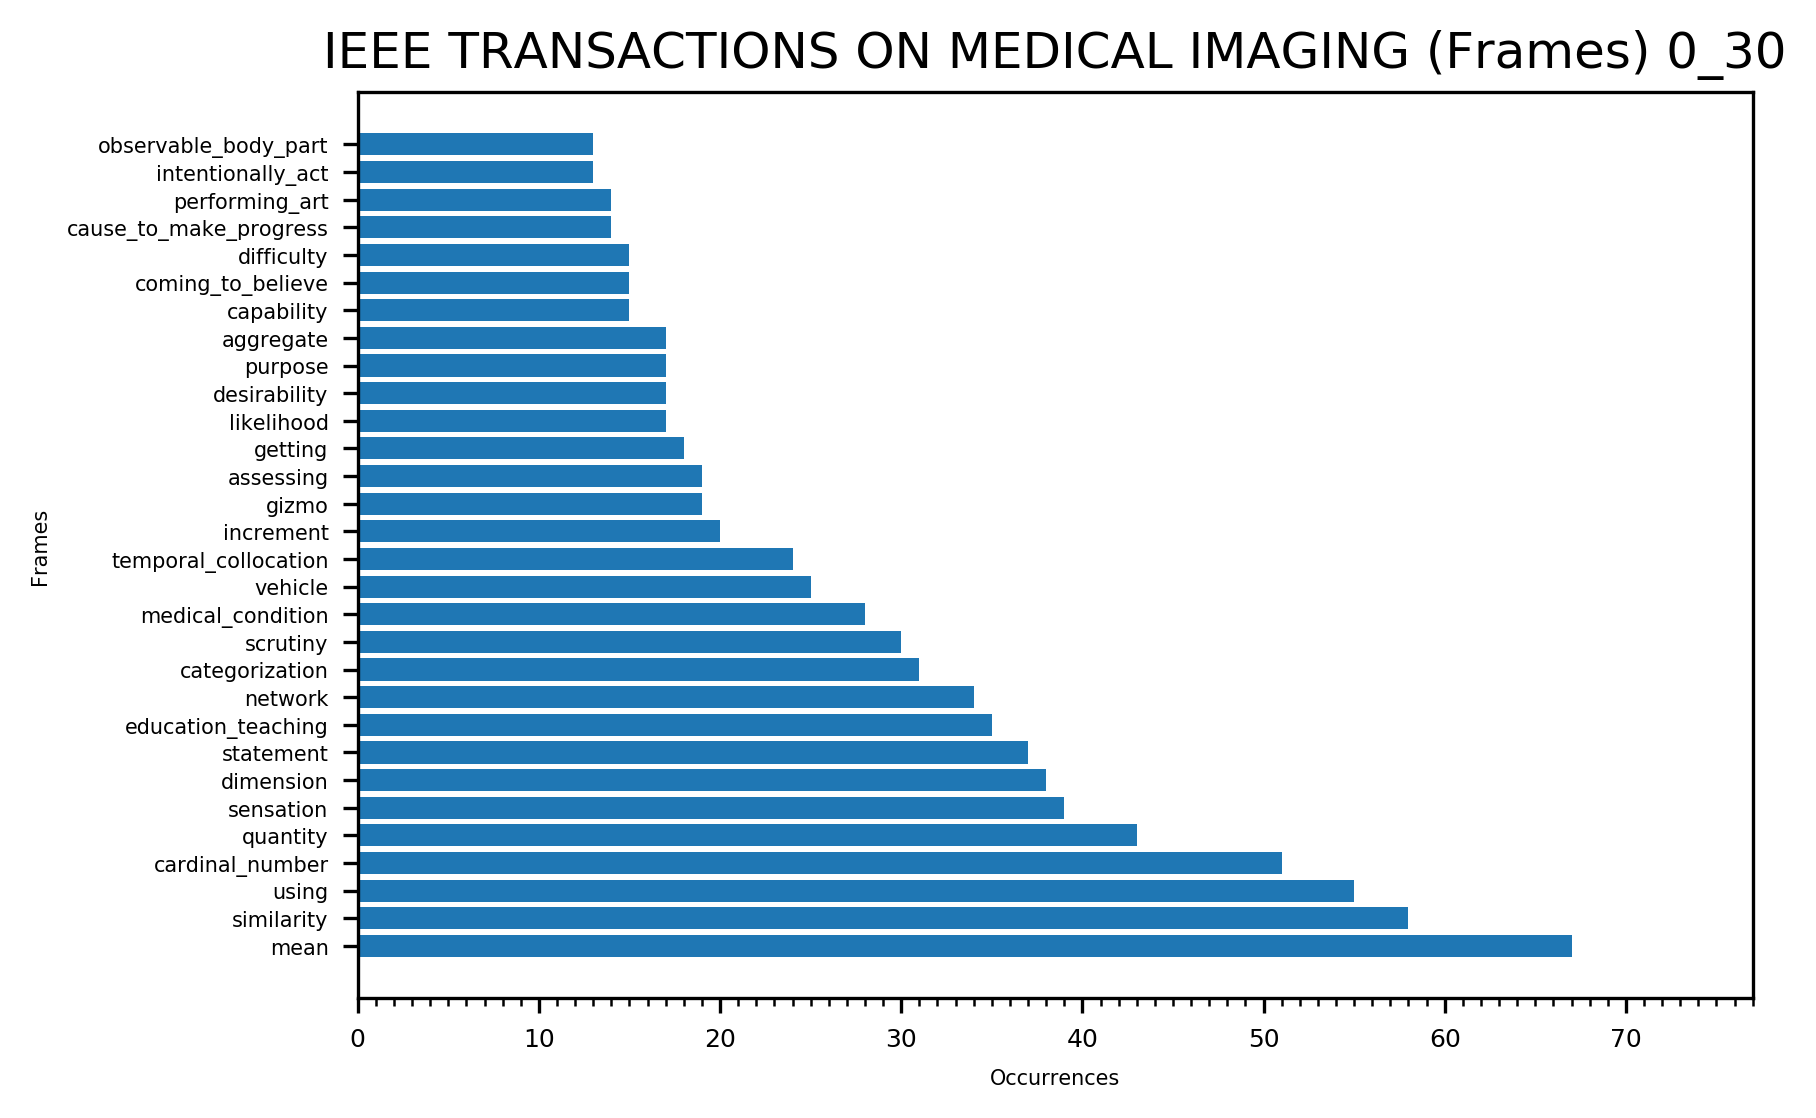 IEEE TRANSACTIONS ON MEDICAL IMAGING (Frames) 0_30
observable_body_part
intentionally_act
performing_art
cause_to_make_progress
difficulty
coming_to_believe
capability
aggregate
purpose
desirability
likelihood
getting
assessing
gizmo
increment
temporal_collocation
vehicle
medical_condition
scrutiny
categorization
network
education_teaching
statement
dimension
sensation
quantity
cardinal_number
using
similarity
mean
Frames
0 10 20 30 40 50 60 70
Occurrences